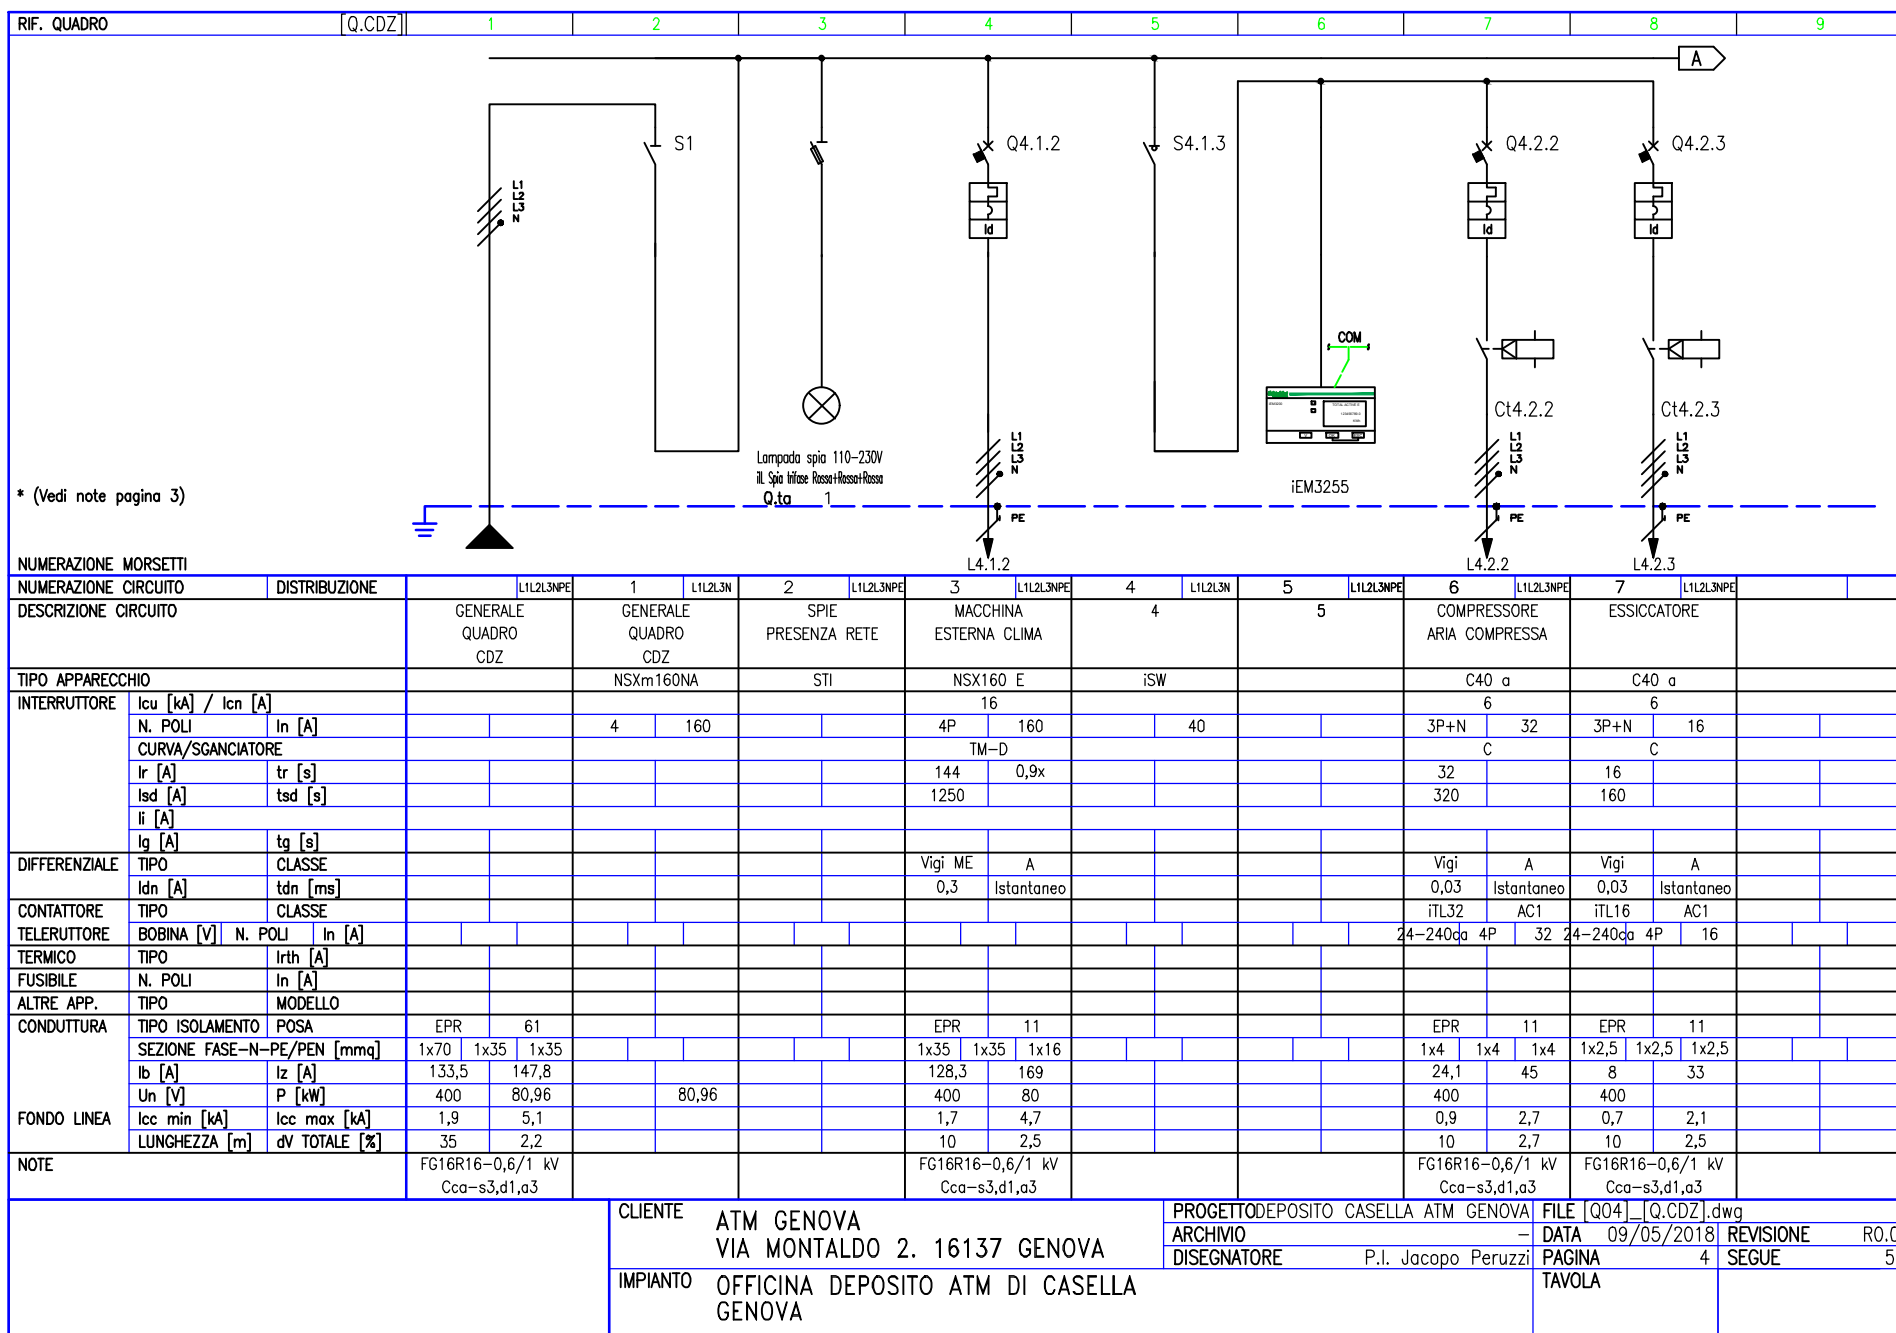 RIF. QUADRO [Q.CDZ] 1 2 3 4 5 6 7 8 9
A
S1 Q4.1.2 S4.1.3 Q4.2.2 Q4.2.3
L1
L2
L3
N
Id Id Id
COM
Ct4.2.2 Ct4.2.3
L1 L1 L1
L2 L2 L2
L3 L3 L3
N N N
Lampada spia 110-230V
iIL Spia trifase Rossa+Rossa+Rossa
Q.ta 1
iEM3255
* (Vedi note pagina 3)
PE PE PE
NUMERAZIONE MORSETTI L4.1.2 L4.2.2 L4.2.3
NUMERAZIONE CIRCUITO DISTRIBUZIONE L1L2L3NPE 1 L1L2L3N 2 L1L2L3NPE 3 L1L2L3NPE 4 L1L2L3N 5 L1L2L3NPE 6 L1L2L3NPE 7 L1L2L3NPE
DESCRIZIONE CIRCUITO GENERALE GENERALE SPIE MACCHINA 4 5 COMPRESSORE ESSICCATORE
QUADRO QUADRO PRESENZA RETE ESTERNA CLIMA ARIA COMPRESSA
CDZ CDZ
TIPO APPARECCHIO NSXm160NA STI NSX160 E iSW C40 a C40 a
INTERRUTTORE Icu [kA] / Icn [A] 16 6 6
N. POLI In [A] 4 160 4P 160 40 3P+N 32 3P+N 16
CURVA/SGANCIATORE TM-D C C
Ir [A] tr [s] 144 0,9x 32 16
Isd [A] tsd [s] 1250 320 160
Ii [A]
Ig [A] tg [s]
DIFFERENZIALE TIPO CLASSE Vigi ME A Vigi A Vigi A
Idn [A] tdn [ms] 0,3 Istantaneo 0,03 Istantaneo 0,03 Istantaneo
CONTATTORE TIPO CLASSE iTL32 AC1 iTL16 AC1
TELERUTTORE BOBINA [V] N. POLI In [A] 24-240ca 4P 32 24-240ca 4P 16
TERMICO TIPO Irth [A]
FUSIBILE N. POLI In [A]
ALTRE APP. TIPO MODELLO
CONDUTTURA TIPO ISOLAMENTO POSA EPR 61 EPR 11 EPR 11 EPR 11
SEZIONE FASE-N-PE/PEN [mmq] 1x70 1x35 1x35 1x35 1x35 1x16 1x4 1x4 1x4 1x2,5 1x2,5 1x2,5
Ib [A] Iz [A] 133,5 147,8 128,3 169 24,1 45 8 33
Un [V] P [kW] 400 80,96 80,96 400 80 400 400
FONDO LINEA Icc min [kA] Icc max [kA] 1,9 5,1 1,7 4,7 0,9 2,7 0,7 2,1
LUNGHEZZA [m] dV TOTALE [%] 35 2,2 10 2,5 10 2,7 10 2,5
NOTE FG16R16-0,6/1 kV FG16R16-0,6/1 kV FG16R16-0,6/1 kV FG16R16-0,6/1 kV
Cca-s3,d1,a3 Cca-s3,d1,a3 Cca-s3,d1,a3 Cca-s3,d1,a3
CLIENTE ATM GENOVA
VIA MONTALDO 2. 16137 GENOVA
PROGETTO DEPOSITO CASELLA ATM GENOVA FILE [Q04]_[Q.CDZ].dwg
ARCHIVIO - DATA 09/05/2018 REVISIONE R0.0
DISEGNATORE P.I. Jacopo Peruzzi PAGINA 4 SEGUE 5
IMPIANTO OFFICINA DEPOSITO ATM DI CASELLA
GENOVA
TAVOLA